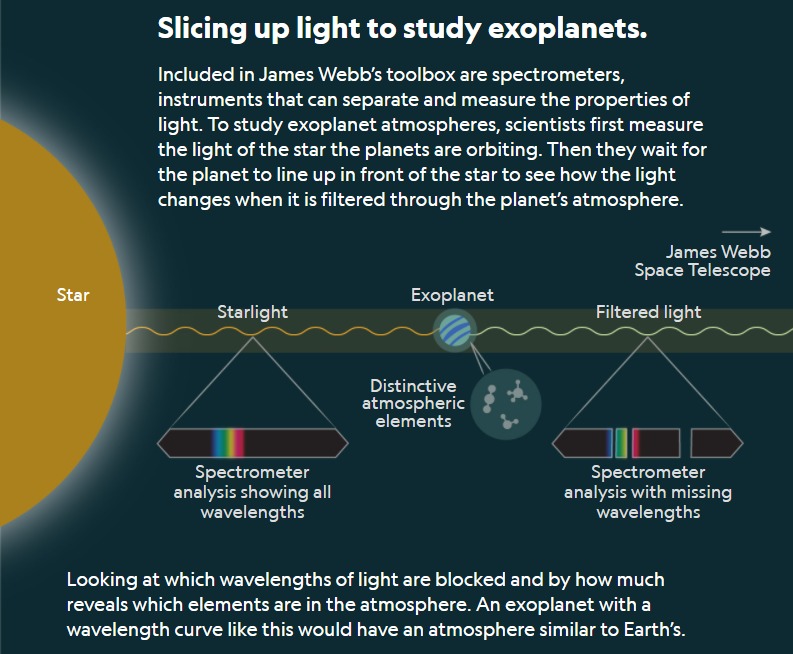 Slicing up light to study exoplanets.
Included in James Webb’s toolbox are spectrometers,
instruments that can separate and measure the properties of
light. To study exoplanet atmospheres, scientists first measure
the light of the star the planets are orbiting. Then they wait for
the planet to line up in front of the star to see how the light
changes when it is filtered through the planet’s atmosphere.
James Webb
Space Telescope
Star
Starlight
Exoplanet
Filtered light
Distinctive
atmospheric
elements
Spectrometer
analysis showing all
wavelengths
Spectrometer
analysis with missing
wavelengths
Looking at which wavelengths of light are blocked and by how much
reveals which elements are in the atmosphere. An exoplanet with a
wavelength curve like this would have an atmosphere similar to Earth’s.